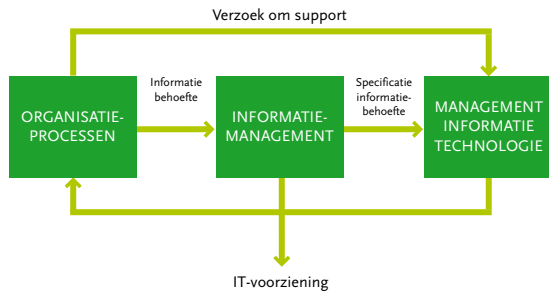 Verzoek om support
Informatie
behoefte
Specificatie
informatie-
behoefte
ORGANISATIE-
PROCESSEN
INFORMATIE-
MANAGEMENT
MANAGEMENT
INFORMATIE
TECHNOLOGIE
IT-voorziening